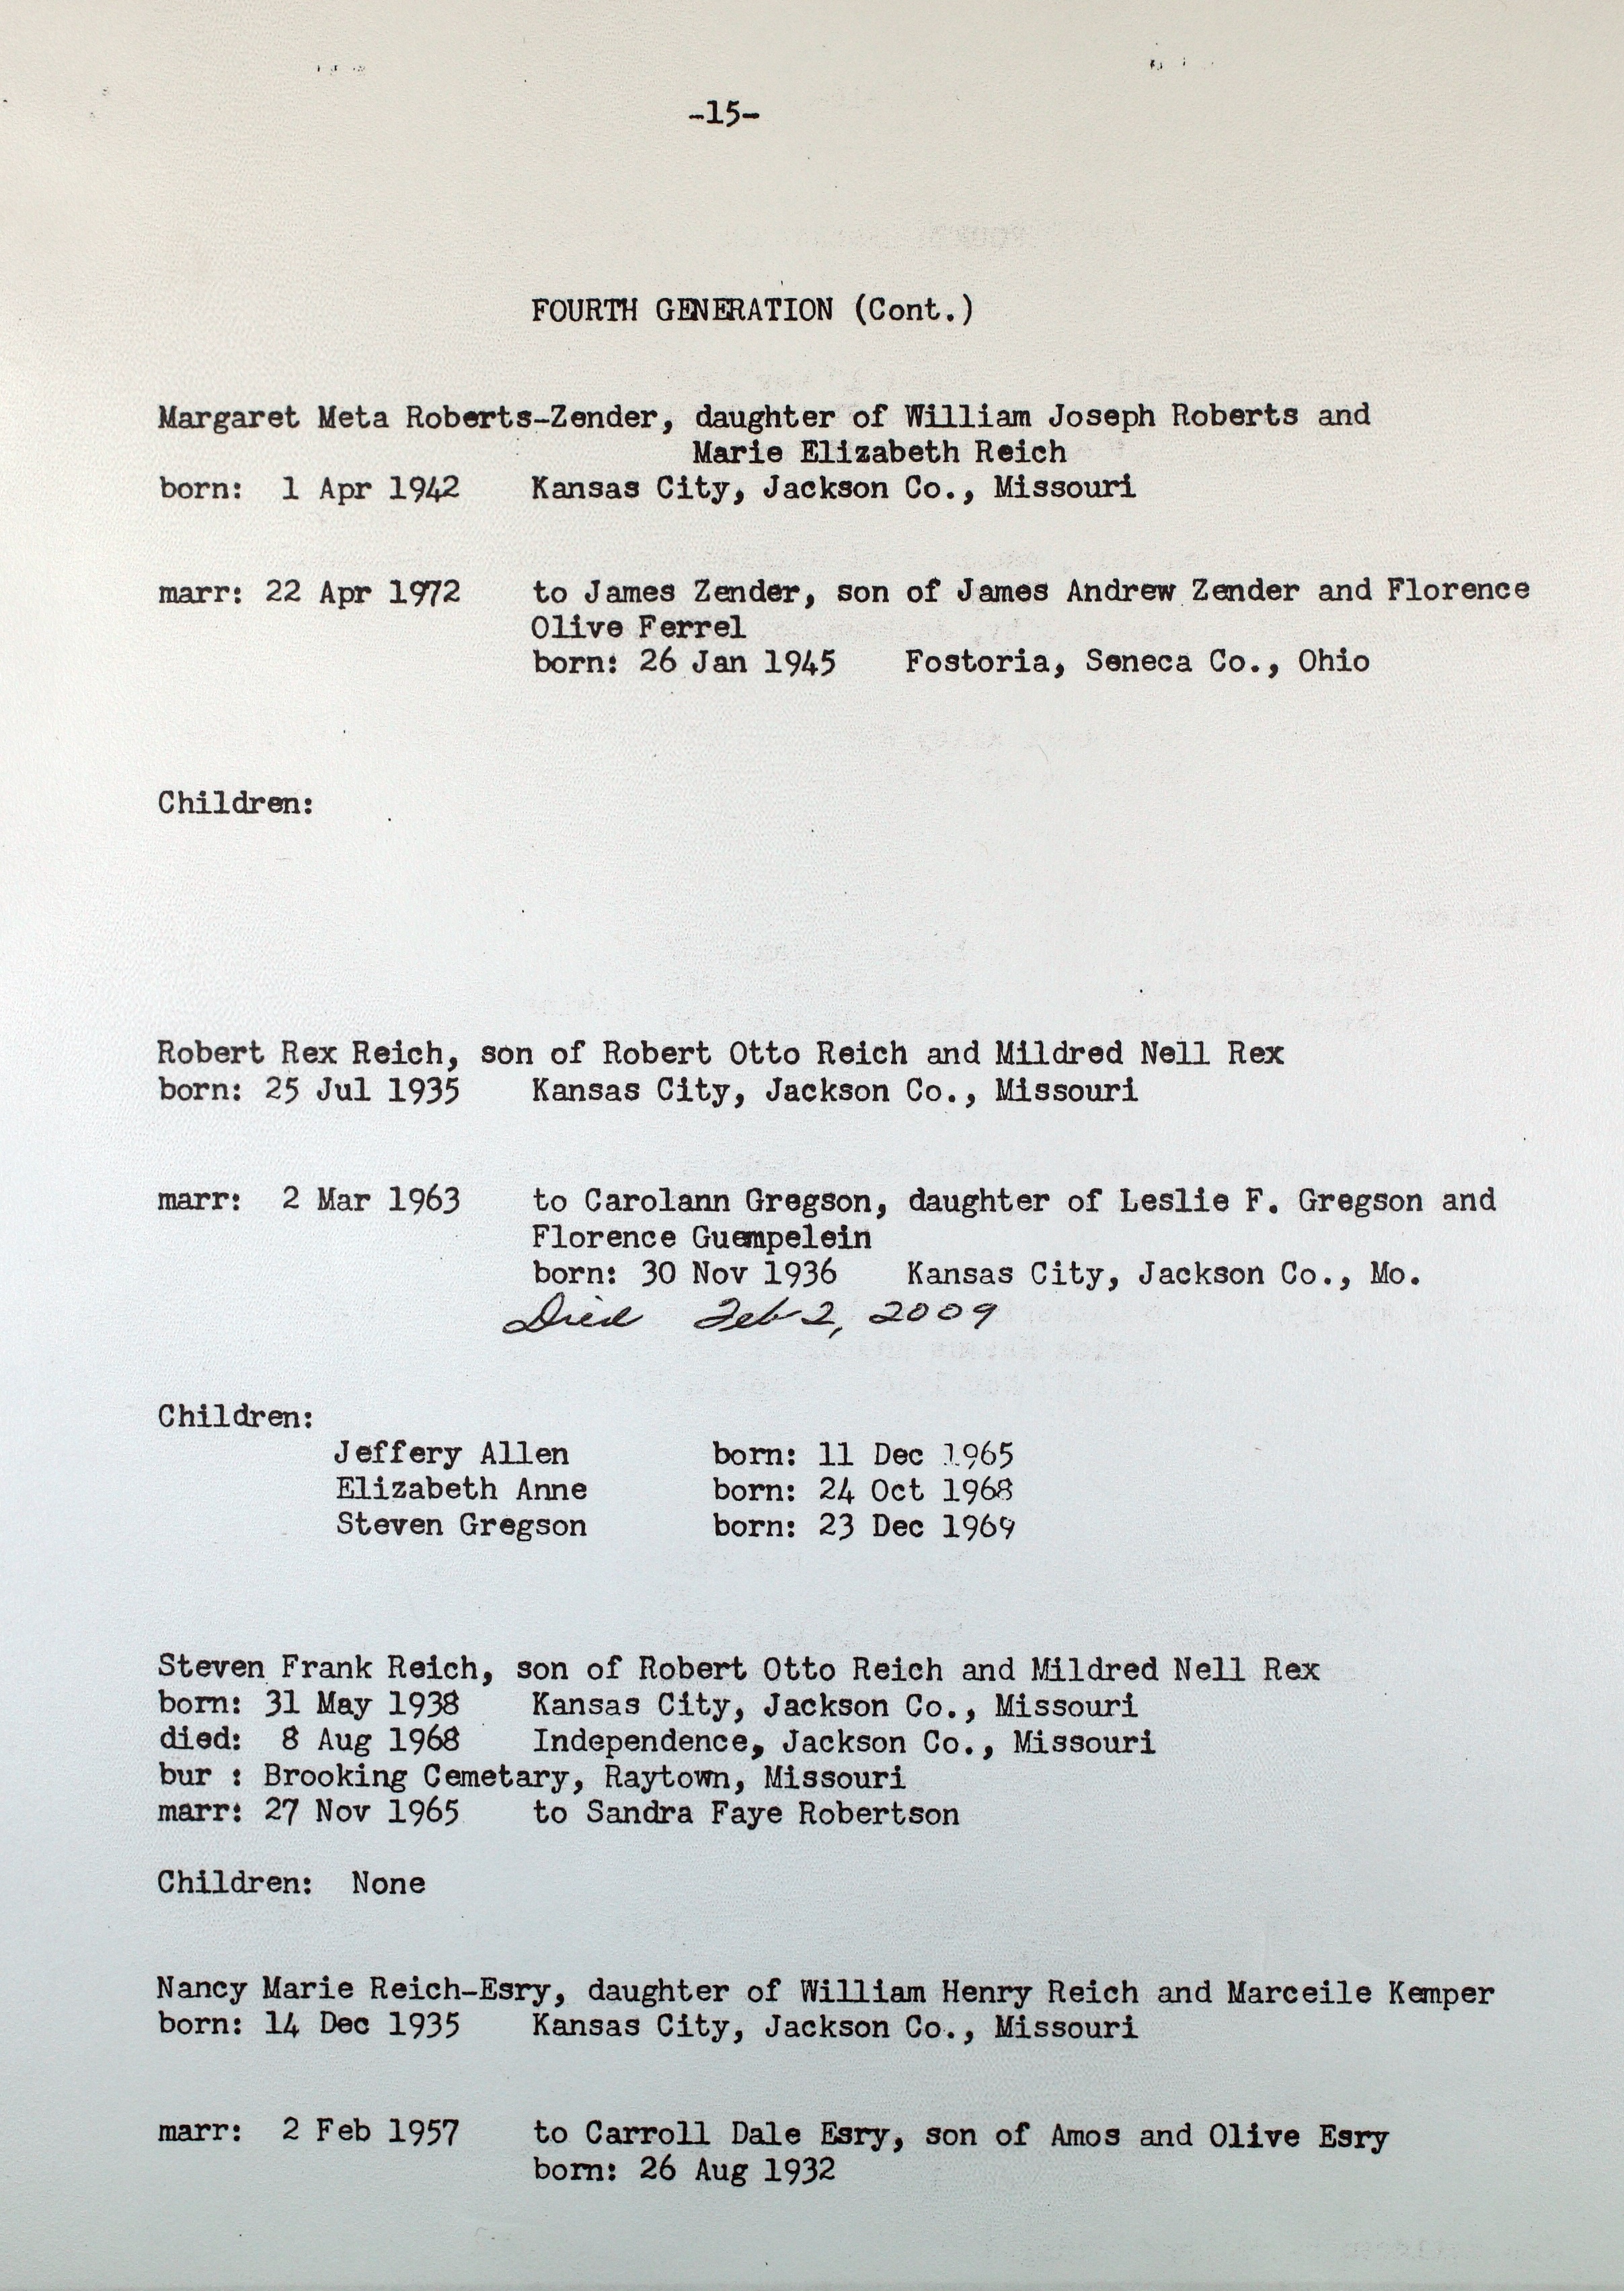 -15-
FOURTH GENERATION (Cont.)
Margaret Meta Roberts-Zender, daughter of William Joseph Roberts and
Marie Elizabeth Reich
born: 1 Apr 1942 Kansas City, Jackson Co., Missouri
marr: 22 Apr 1972 to James Zender, son of James Andrew Zender and Florence
Olive Ferrel
born: 26 Jan 1945 Fostoria, Seneca Co., Ohio
Children:
Robert Rex Reich, son of Robert Otto Reich and Mildred Nell Rex
born: 25 Jul 1935 Kansas City, Jackson Co., Missouri
marr: 2 Mar 1963 to Carolann Gregson, daughter of Leslie F. Gregson and
Florence Guempelein
born: 30 Nov 1936 Kansas City, Jackson Co., Mo.
Died Feb 2, 2009
Children:
Jeffery Allen born: 11 Dec 1965
Elizabeth Anne born: 24 Oct 1968
Steven Gregson born: 23 Dec 1969
Steven Frank Reich, son of Robert Otto Reich and Mildred Nell Rex
born: 31 May 1938 Kansas City, Jackson Co., Missouri
died: 8 Aug 1968 Independence, Jackson Co., Missouri
bur : Brooking Cemetary, Raytown, Missouri
marr: 27 Nov 1965 to Sandra Faye Robertson
Children: None
Nancy Marie Reich-Esry, daughter of William Henry Reich and Marceile Kemper
born: 14 Dec 1935 Kansas City, Jackson Co., Missouri
marr: 2 Feb 1957 to Carroll Dale Esry, son of Amos and Olive Esry
born: 26 Aug 1932